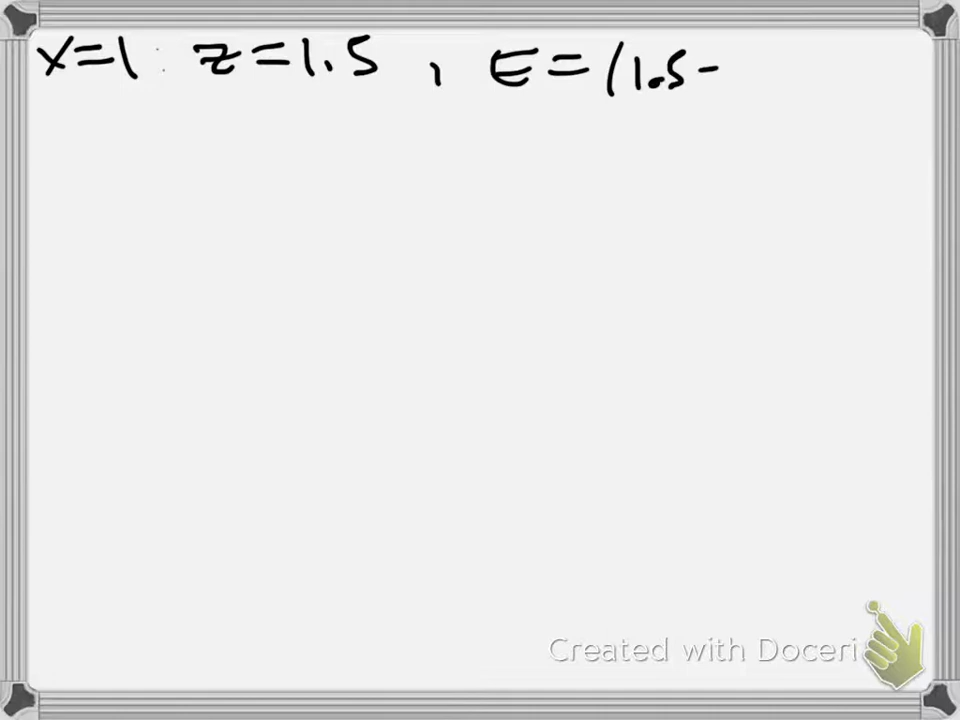 x=1 z=1.5 , E=(1.5-
Created with Doceri